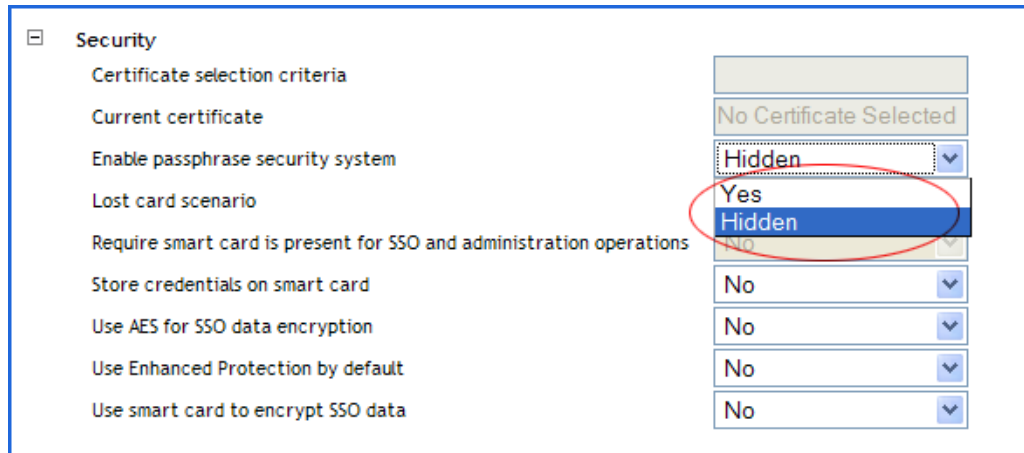 Security
Certificate selection criteria
Current certificate No Certificate Selected
Enable passphrase security system Hidden
Yes
Lost card scenario
Hidden
Require smart card is present for SSO and administration operations No
Store credentials on smart card No
Use AES for SSO data encryption No
Use Enhanced Protection by default No
Use smart card to encrypt SSO data No